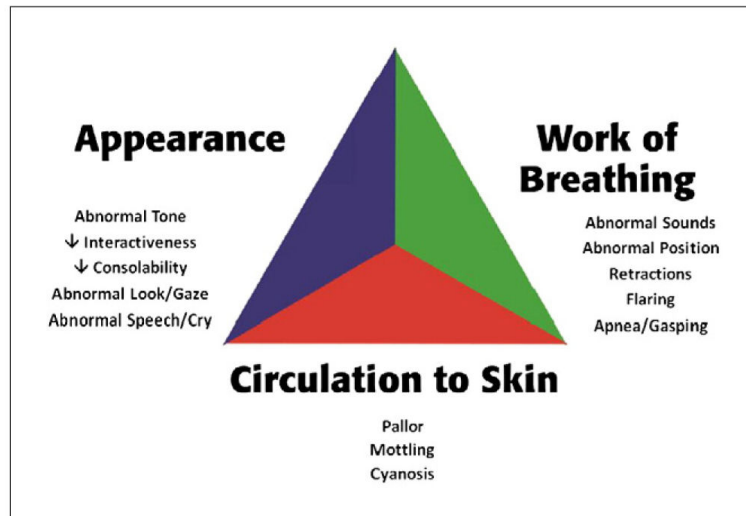 Appearance
Abnormal Tone
↓ Interactiveness
↓ Consolability
Abnormal Look/Gaze
Abnormal Speech/Cry
Work of
Breathing
Abnormal Sounds
Abnormal Position
Retractions
Flaring
Apnea/Gasping
Circulation to Skin
Pallor
Mottling
Cyanosis